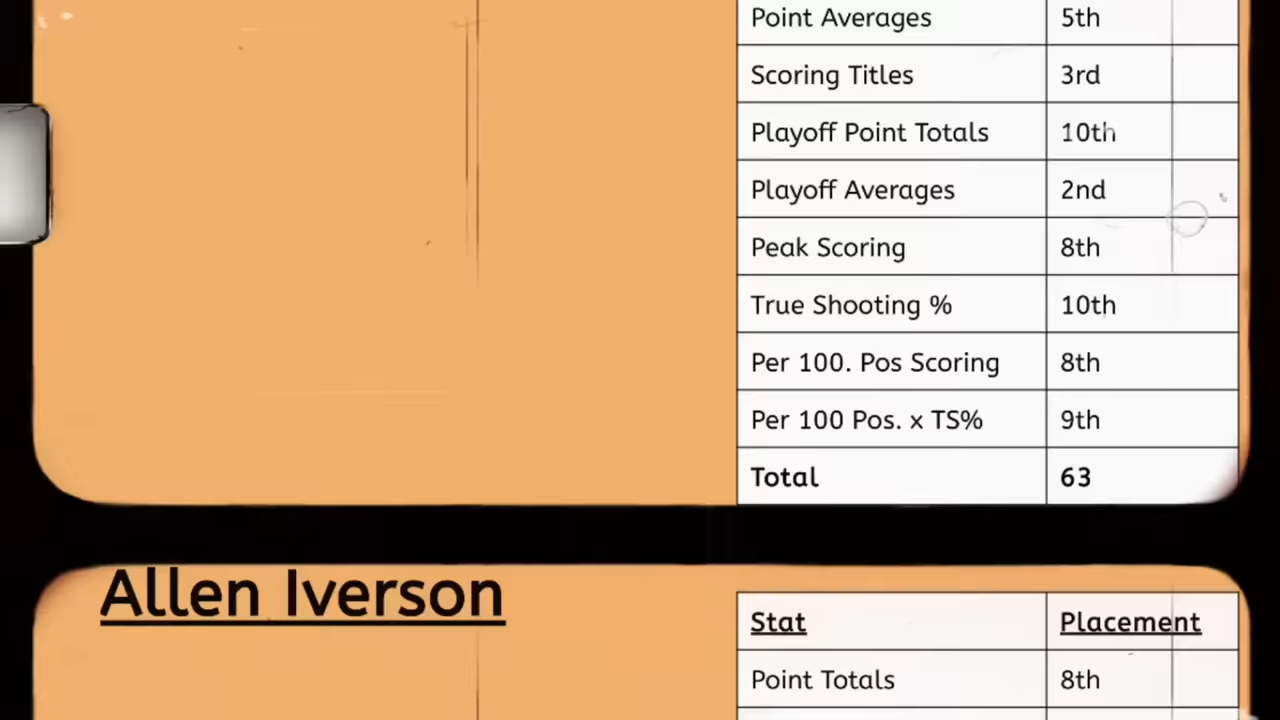 Point Averages 5th
Scoring Titles 3rd
Playoff Point Totals 10th
Playoff Averages 2nd
Peak Scoring 8th
True Shooting % 10th
Per 100. Pos Scoring 8th
Per 100 Pos. x TS% 9th
Total 63
Allen Iverson
Stat Placement
Point Totals 8th